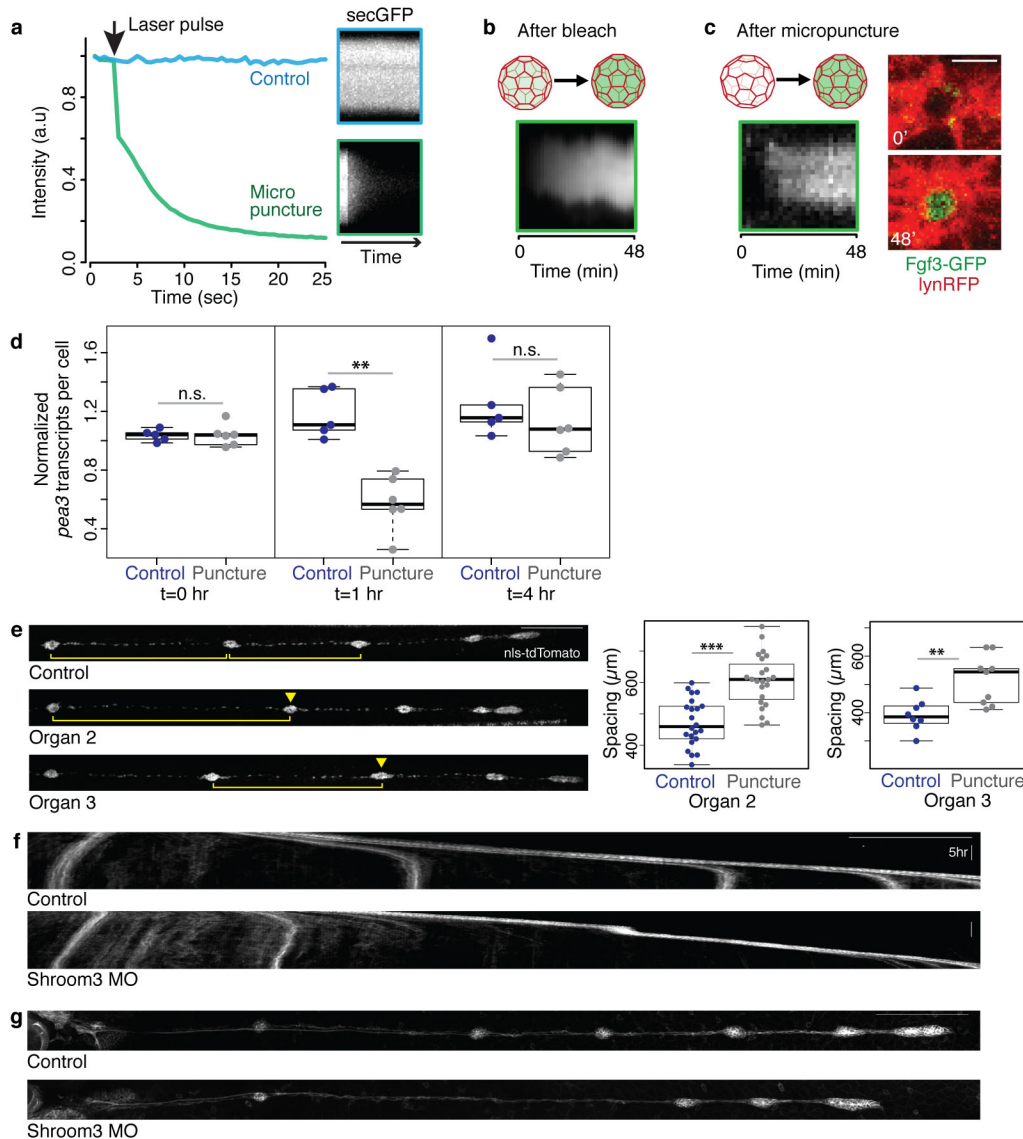 a
Laser pulse
secGFP
Intensity (a.u)
0.8
0.4
0.0
Control
Micro
puncture
0 5 10 15 20 25
Time (sec)
Time
b
After bleach
0
48
Time (min)
c
After micropuncture
0
48
Time (min)
0'
48'
Fgf3-GFP
lynRFP
d
Normalized
pea3 transcripts per cell
1.6
1.2
0.8
0.4
n.s.
**
n.s.
Control Puncture
t=0 hr
Control Puncture
t=1 hr
Control Puncture
t=4 hr
e
nls-tdTomato
Control
Organ 2
Organ 3
Spacing (µm)
600
400
***
Control Puncture
Organ 2
Spacing (µm)
600
400
**
Control Puncture
Organ 3
f
5hr
Control
Shroom3 MO
g
Control
Shroom3 MO